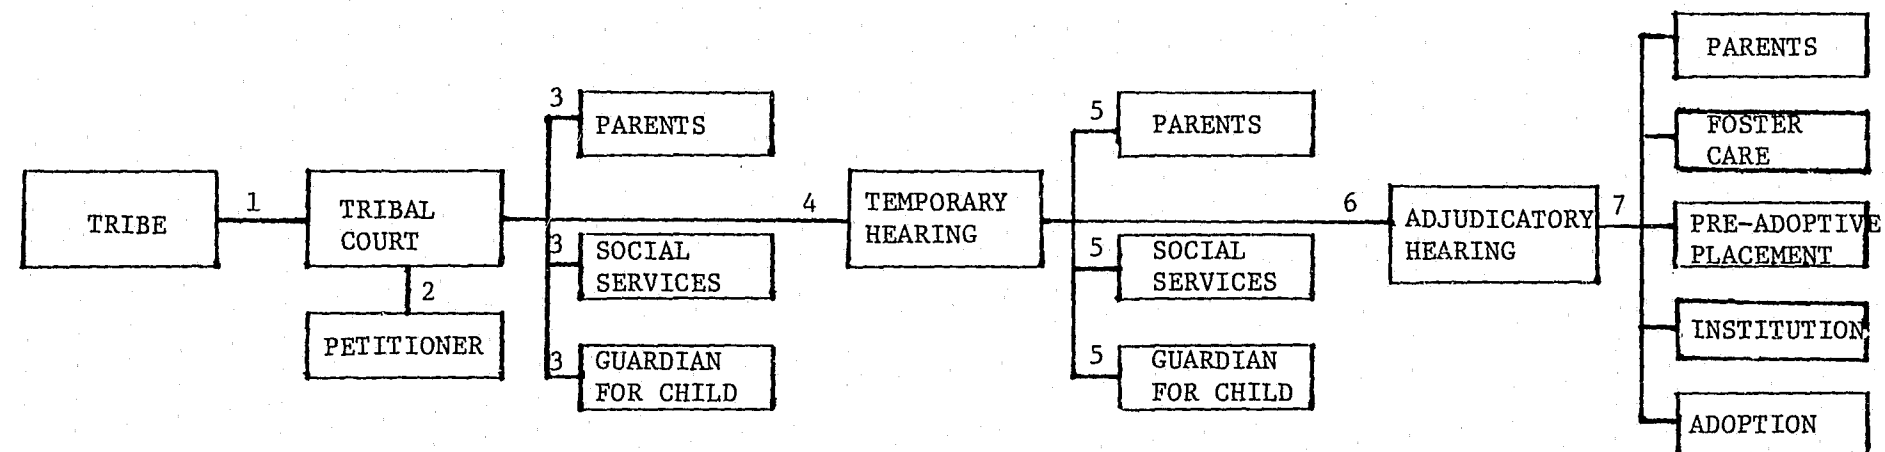 TRIBE
1
TRIBAL
COURT
2
PETITIONER
3
PARENTS
3
SOCIAL
SERVICES
3
GUARDIAN
FOR CHILD
4
TEMPORARY
HEARING
5
PARENTS
5
SOCIAL
SERVICES
5
GUARDIAN
FOR CHILD
6
ADJUDICATORY
HEARING
7
PARENTS
FOSTER
CARE
PRE-ADOPTIVE
PLACEMENT
INSTITUTION
ADOPTION